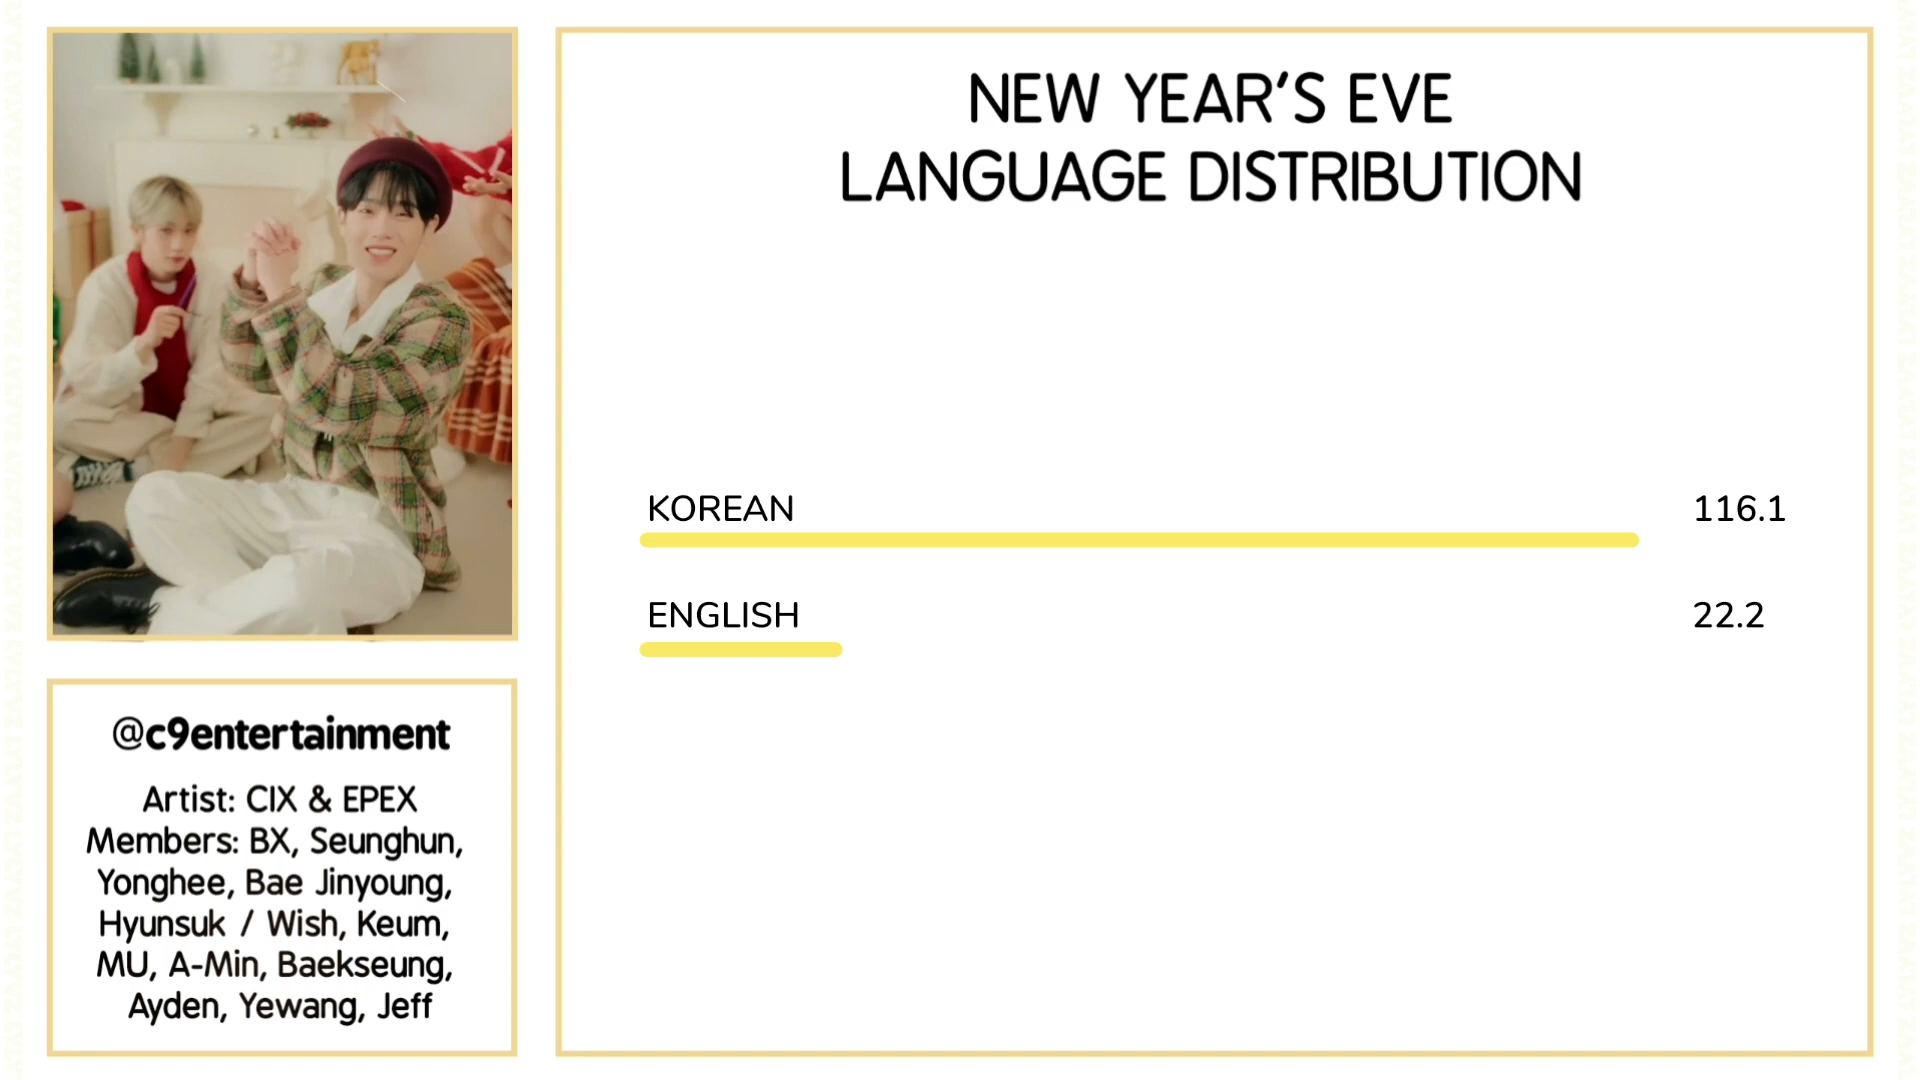 NEW YEAR'S EVE
LANGUAGE DISTRIBUTION
KOREAN 116.1
ENGLISH 22.2
@c9entertainment
Artist: CIX & EPEX
Members: BX, Seunghun,
Yonghee, Bae Jinyoung,
Hyunsuk / Wish, Keum,
MU, A-Min, Baekseung,
Ayden, Yewang, Jeff